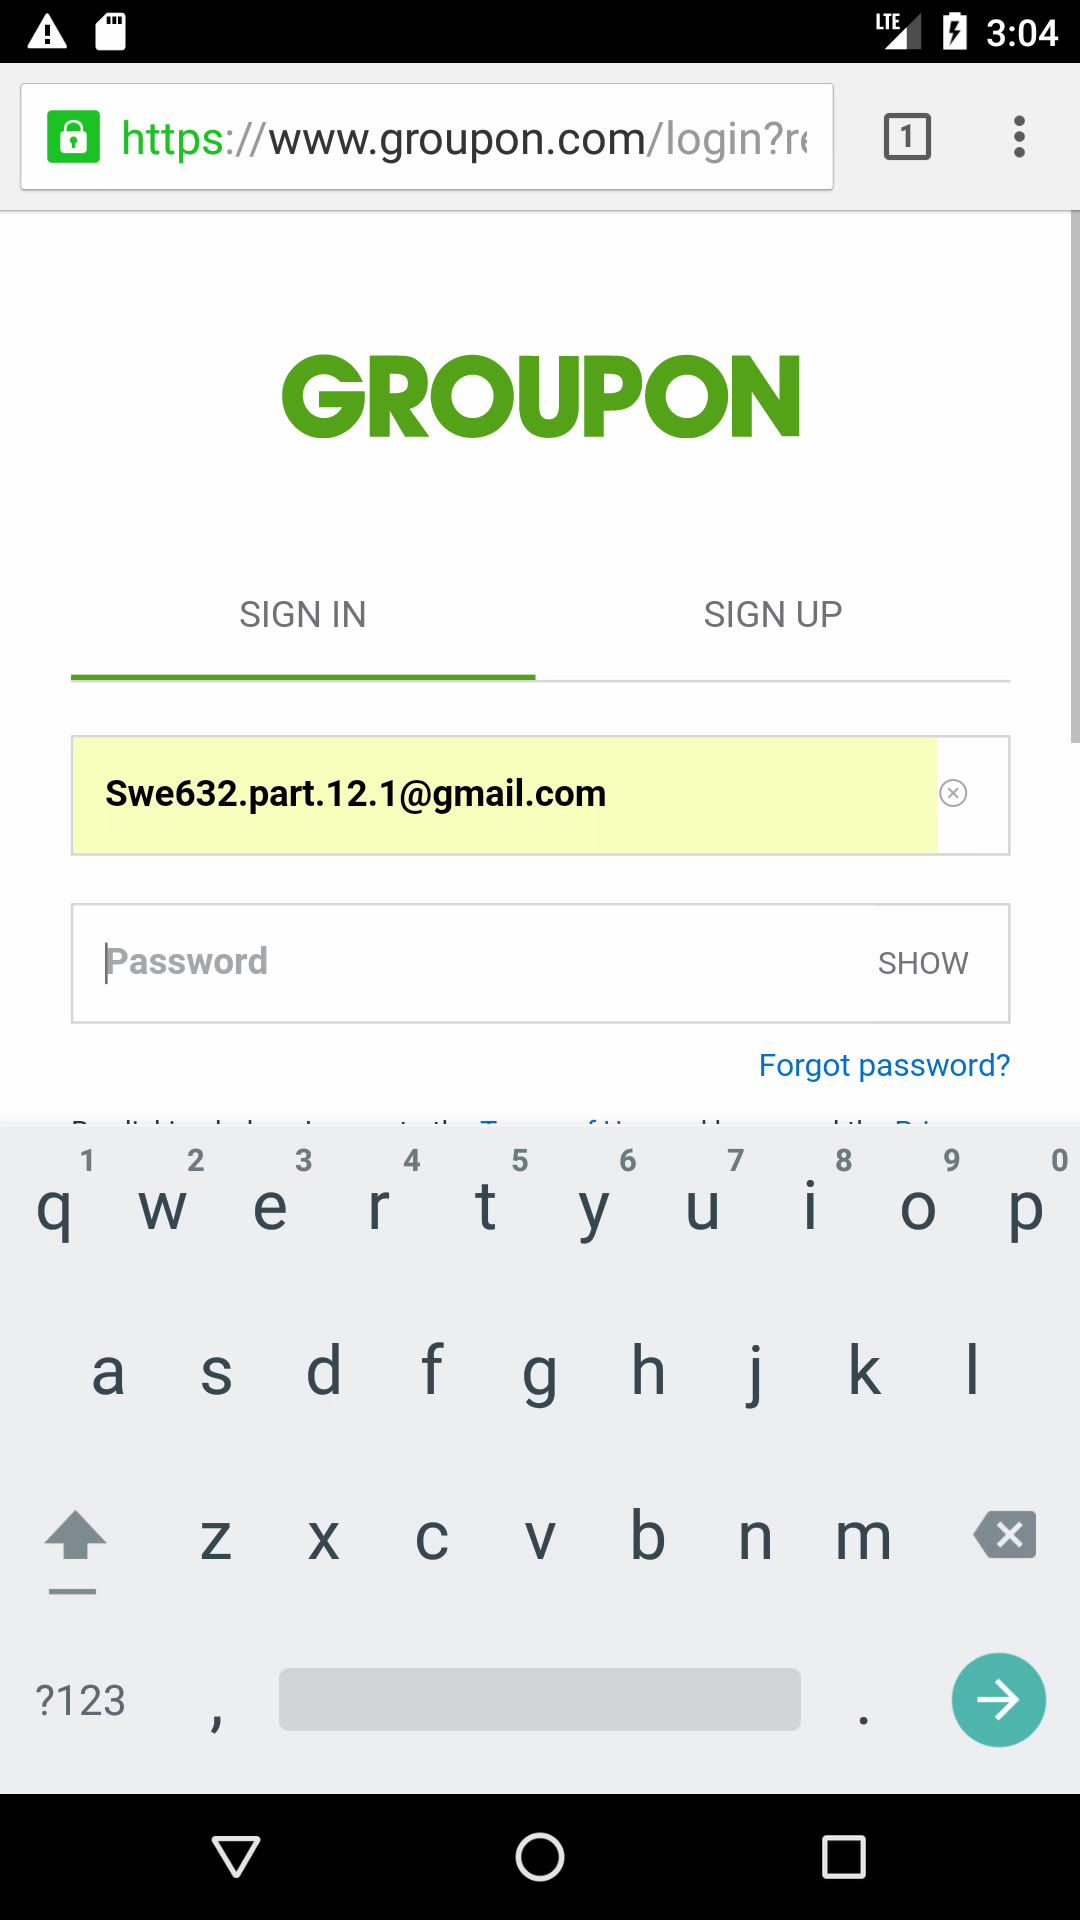 LTE 3:04
https://www.groupon.com/login?re
1
GROUPON
SIGN IN SIGN UP
Swe632.part.12.1@gmail.com
Password SHOW
Forgot password?
1 2 3 4 5 6 7 8 9 0
q w e r t y u i o p
a s d f g h j k l
z x c v b n m
?123 , .